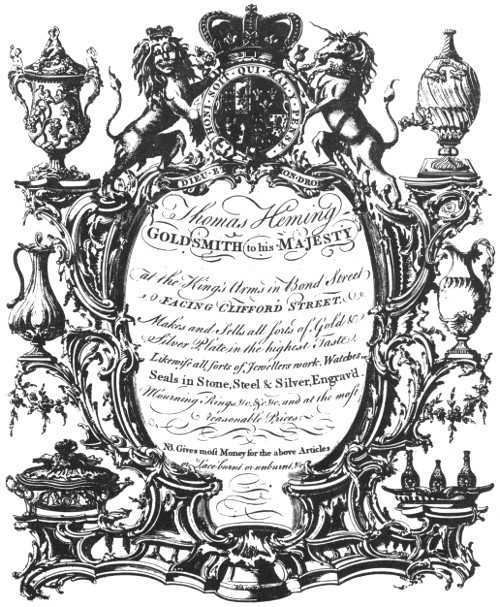 HONI · SOIT · QUI · MAL · Y · PENSE
DIEU · ET MON · DROIT
Thomas Heming
GOLDSMITH to his MAJESTY
at the King's Arms in Bond Street
FACING CLIFFORD STREET.
Makes and Sells all sorts of Gold &
Silver Plate in the highest Taste
Likewiſe all ſorts of Jewellers work, Watches
Seals in Stone, Steel & Silver, Engrav'd.
Mourning Rings, &c. &c. &c. and at the moſt
reasonable Prices
NB. Gives moſt Money for the above Articles
or Lace burnt or unburnt, &c.